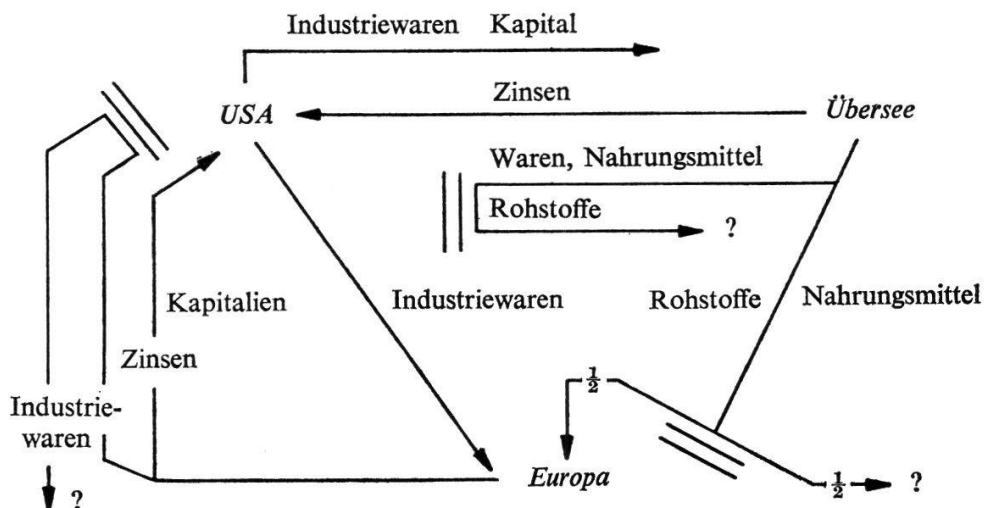 Industriewaren Kapital
Zinsen
USA
Übersee
Waren, Nahrungsmittel
Rohstoffe
?
Kapitalien
Industriewaren
Rohstoffe
Nahrungsmittel
Zinsen
½
Industrie-
waren
Europa
½
?
?